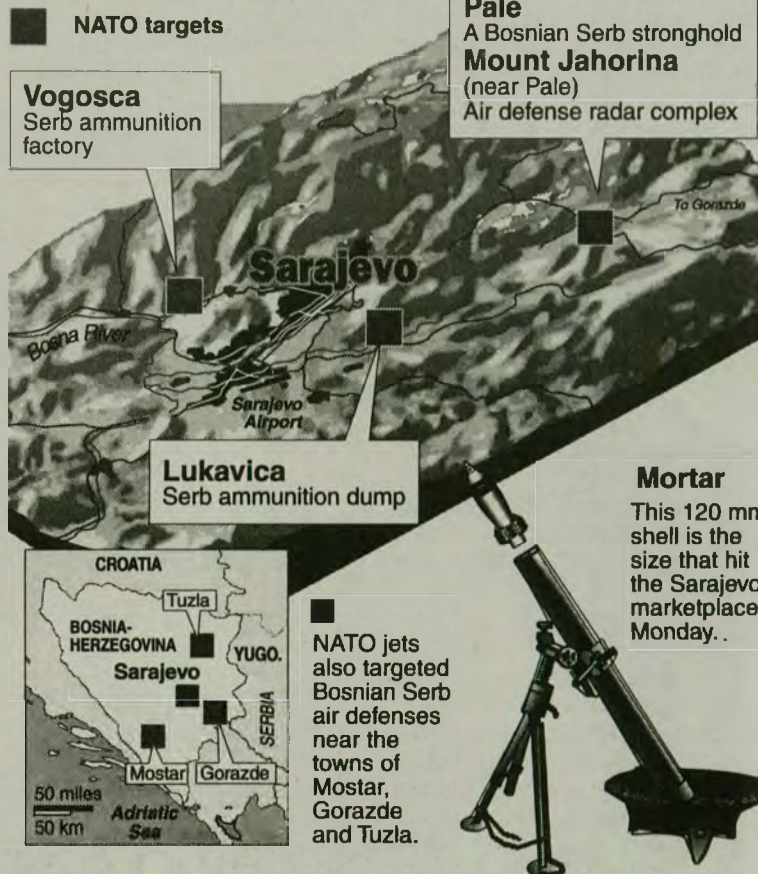 NATO targets
Pale
A Bosnian Serb stronghold
Mount Jahorina
(near Pale)
Air defense radar complex
Vogosca
Serb ammunition
factory
To Gorazde
Sarajevo
Bosna River
Sarajevo
Airport
Lukavica
Serb ammunition dump
Mortar
This 120 mm
shell is the
size that hit
the Sarajevo
marketplace
Monday. .
CROATIA
Tuzla
BOSNIA-
HERZEGOVINA
YUGO.
Sarajevo
SERBIA
Mostar
Gorazde
50 miles
50 km
Adriatic
Sea
NATO jets
also targeted
Bosnian Serb
air defenses
near the
towns of
Mostar,
Gorazde
and Tuzla.